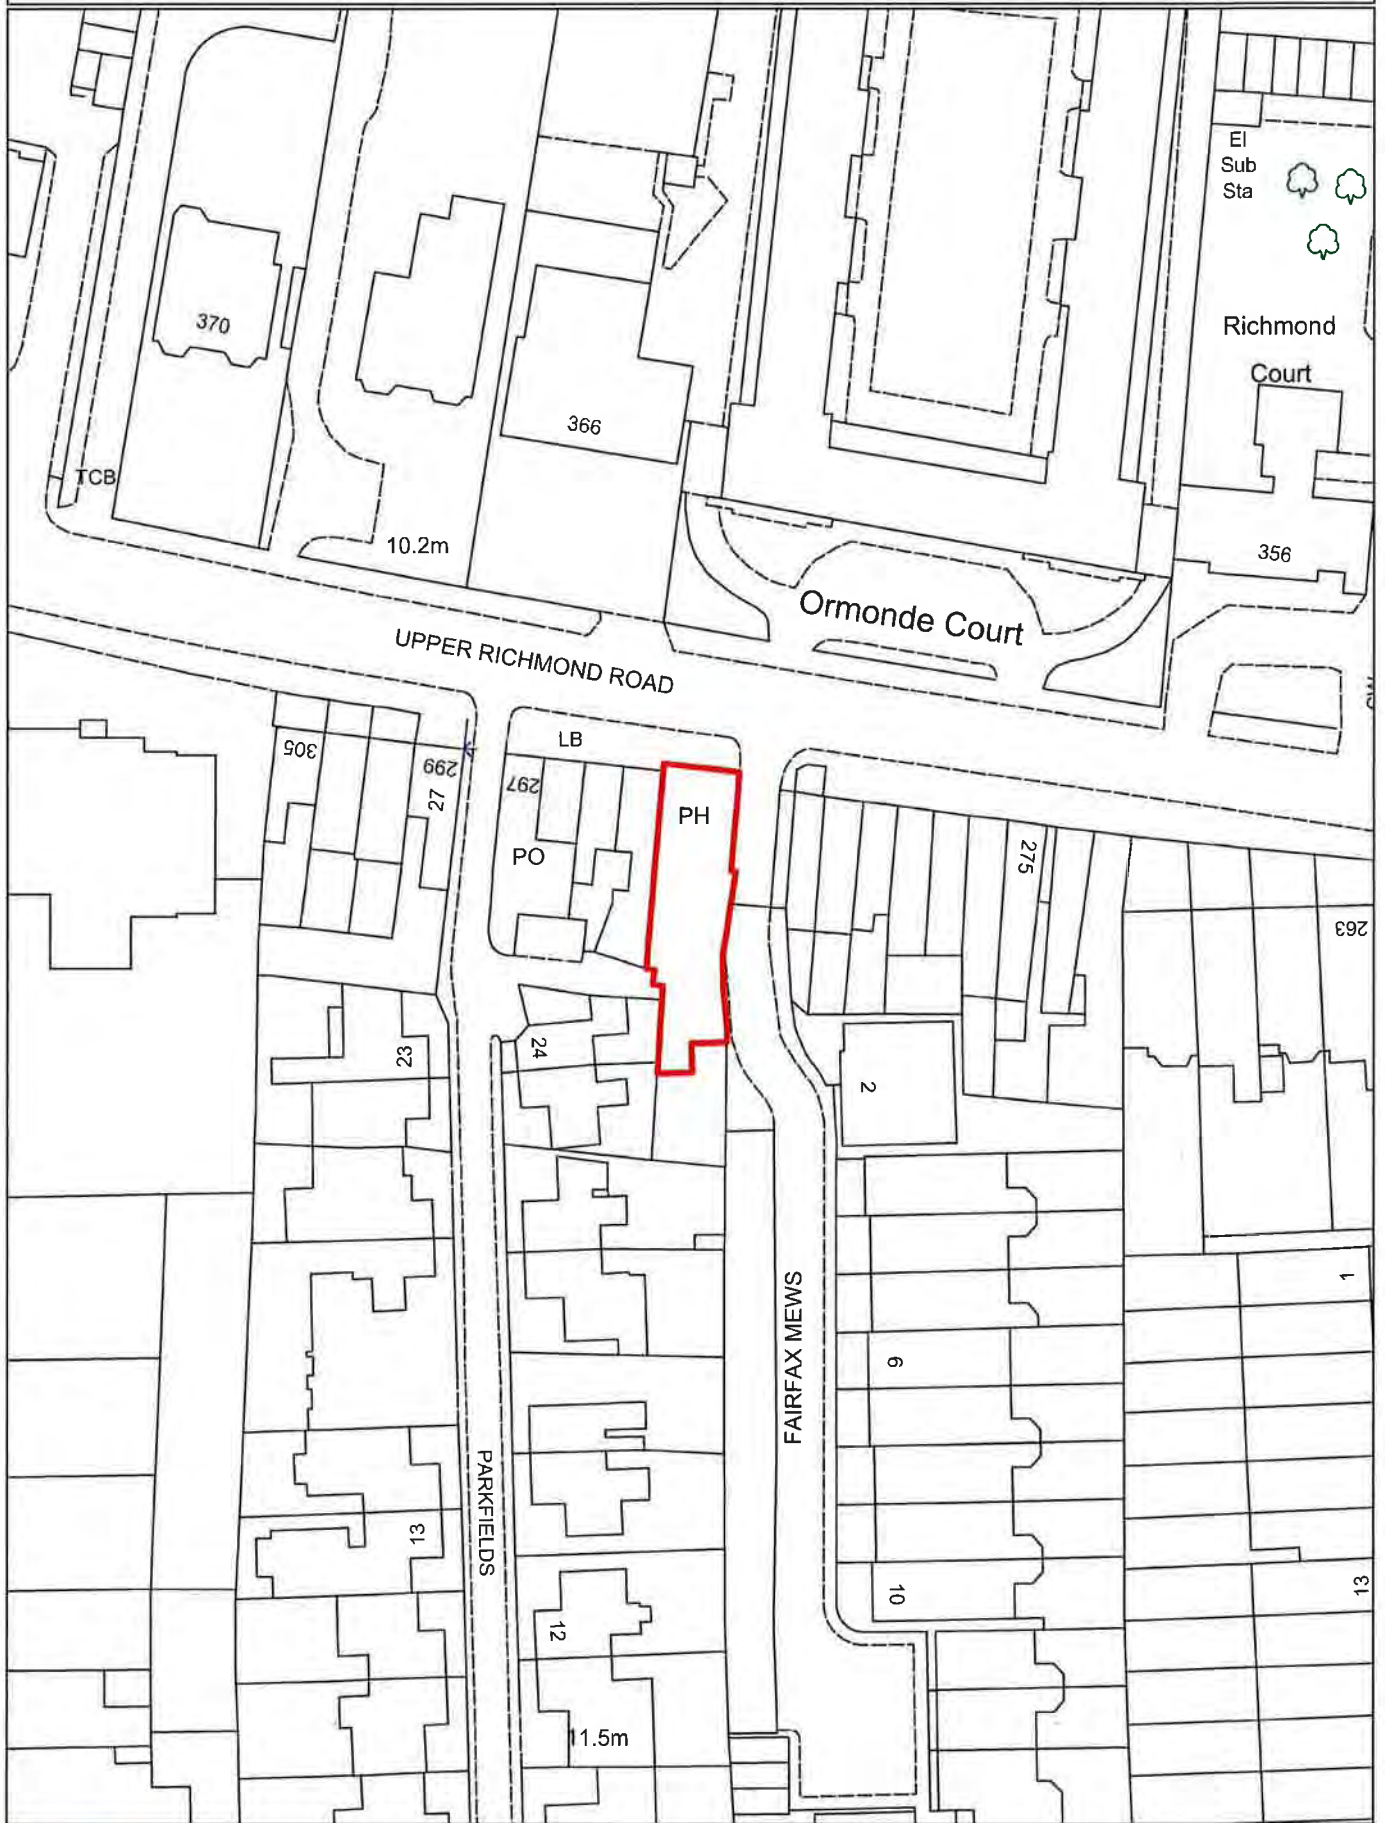 El
Sub
Sta
Richmond
Court
370
366
TCB
10.2m
356
Ormonde Court
UPPER RICHMOND ROAD
LB
305
299
27
297
PH
PO
275
263
23
24
2
1
FAIRFAX MEWS
6
PARKFIELDS
13
10
13
12
11.5m